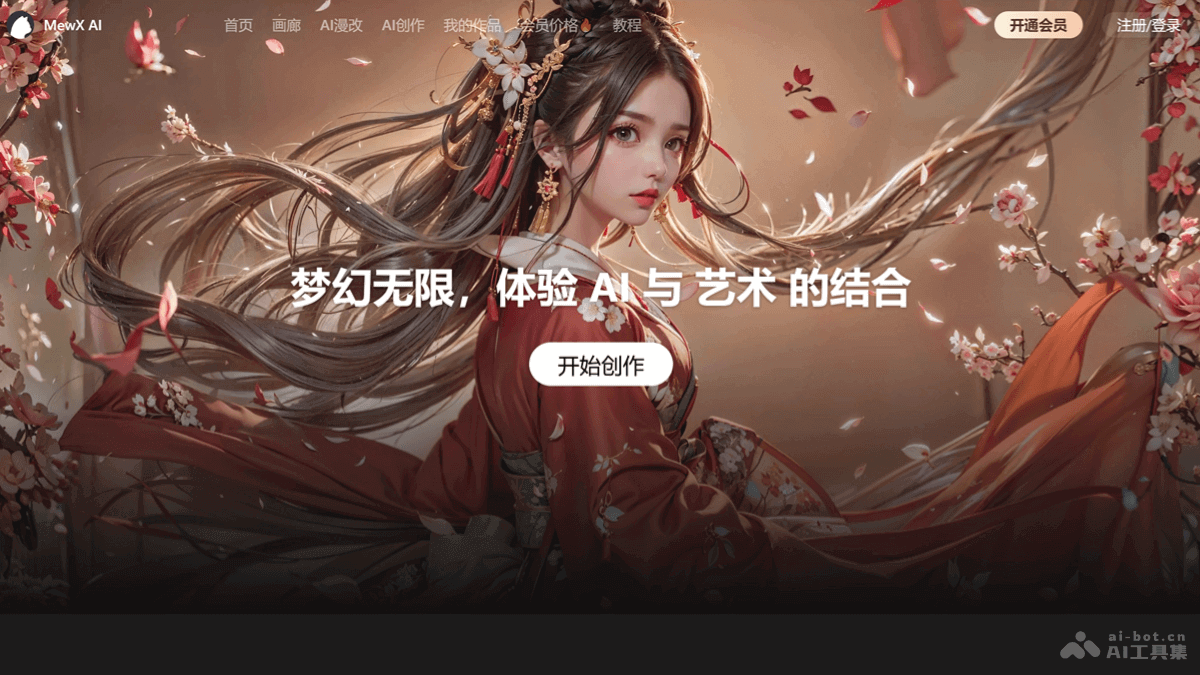 MewX AI
首页 画廊 AI漫改 AI创作 我的作品 会员价格 教程
开通会员
注册/登录
梦幻无限，体验 AI 与 艺术 的结合
开始创作
ai-bot.cn
AI工具集